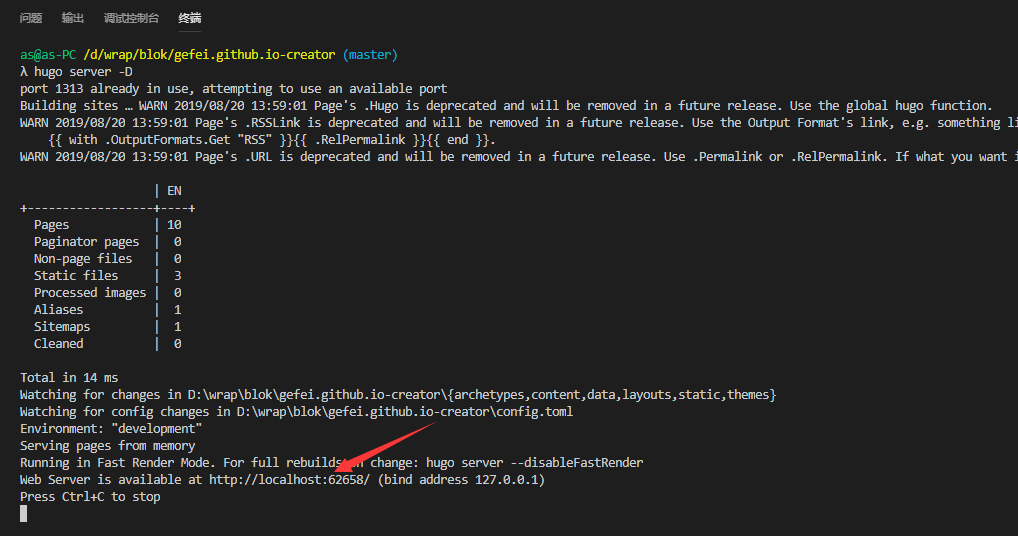 问题 输出 调试控制台 终端
as@as-PC /d/wrap/blok/gefei.github.io-creator (master)
λ hugo server -D
port 1313 already in use, attempting to use an available port
Building sites … WARN 2019/08/20 13:59:01 Page's .Hugo is deprecated and will be removed in a future release. Use the global hugo function.
WARN 2019/08/20 13:59:01 Page's .RSSLink is deprecated and will be removed in a future release. Use the Output Format's link, e.g. something li
{{ with .OutputFormats.Get "RSS" }}{{ .RelPermalink }}{{ end }}.
WARN 2019/08/20 13:59:01 Page's .URL is deprecated and will be removed in a future release. Use .Permalink or .RelPermalink. If what you want i
| EN
+------------------+----+
Pages | 10
Paginator pages | 0
Non-page files | 0
Static files | 3
Processed images | 0
Aliases | 1
Sitemaps | 1
Cleaned | 0
Total in 14 ms
Watching for changes in D:\wrap\blok\gefei.github.io-creator\{archetypes,content,data,layouts,static,themes}
Watching for config changes in D:\wrap\blok\gefei.github.io-creator\config.toml
Environment: "development"
Serving pages from memory
Running in Fast Render Mode. For full rebuilds on change: hugo server --disableFastRender
Web Server is available at http://localhost:62658/ (bind address 127.0.0.1)
Press Ctrl+C to stop